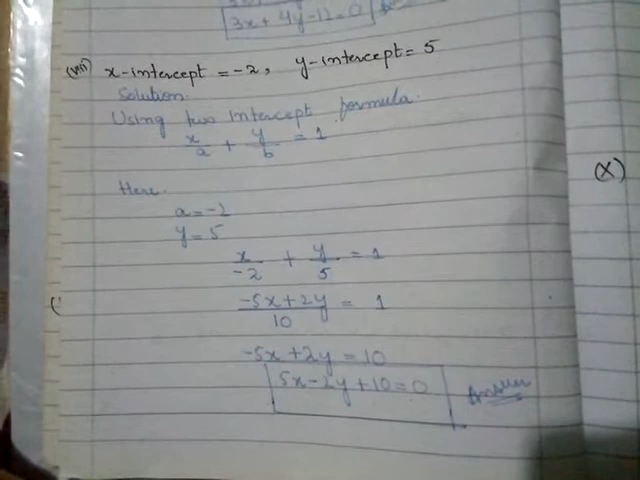 3x + 4y - 12 = 0
(viii) x-intercept = -2, y-intercept = 5
Solution:
Using two intercept formula.
x/a + y/b = 1
Here.
a = -2
y = 5
x/-2 + y/5 = 1
-5x + 2y/10 = 1
-5x + 2y = 10
5x - 2y + 10 = 0 Answer
(X)